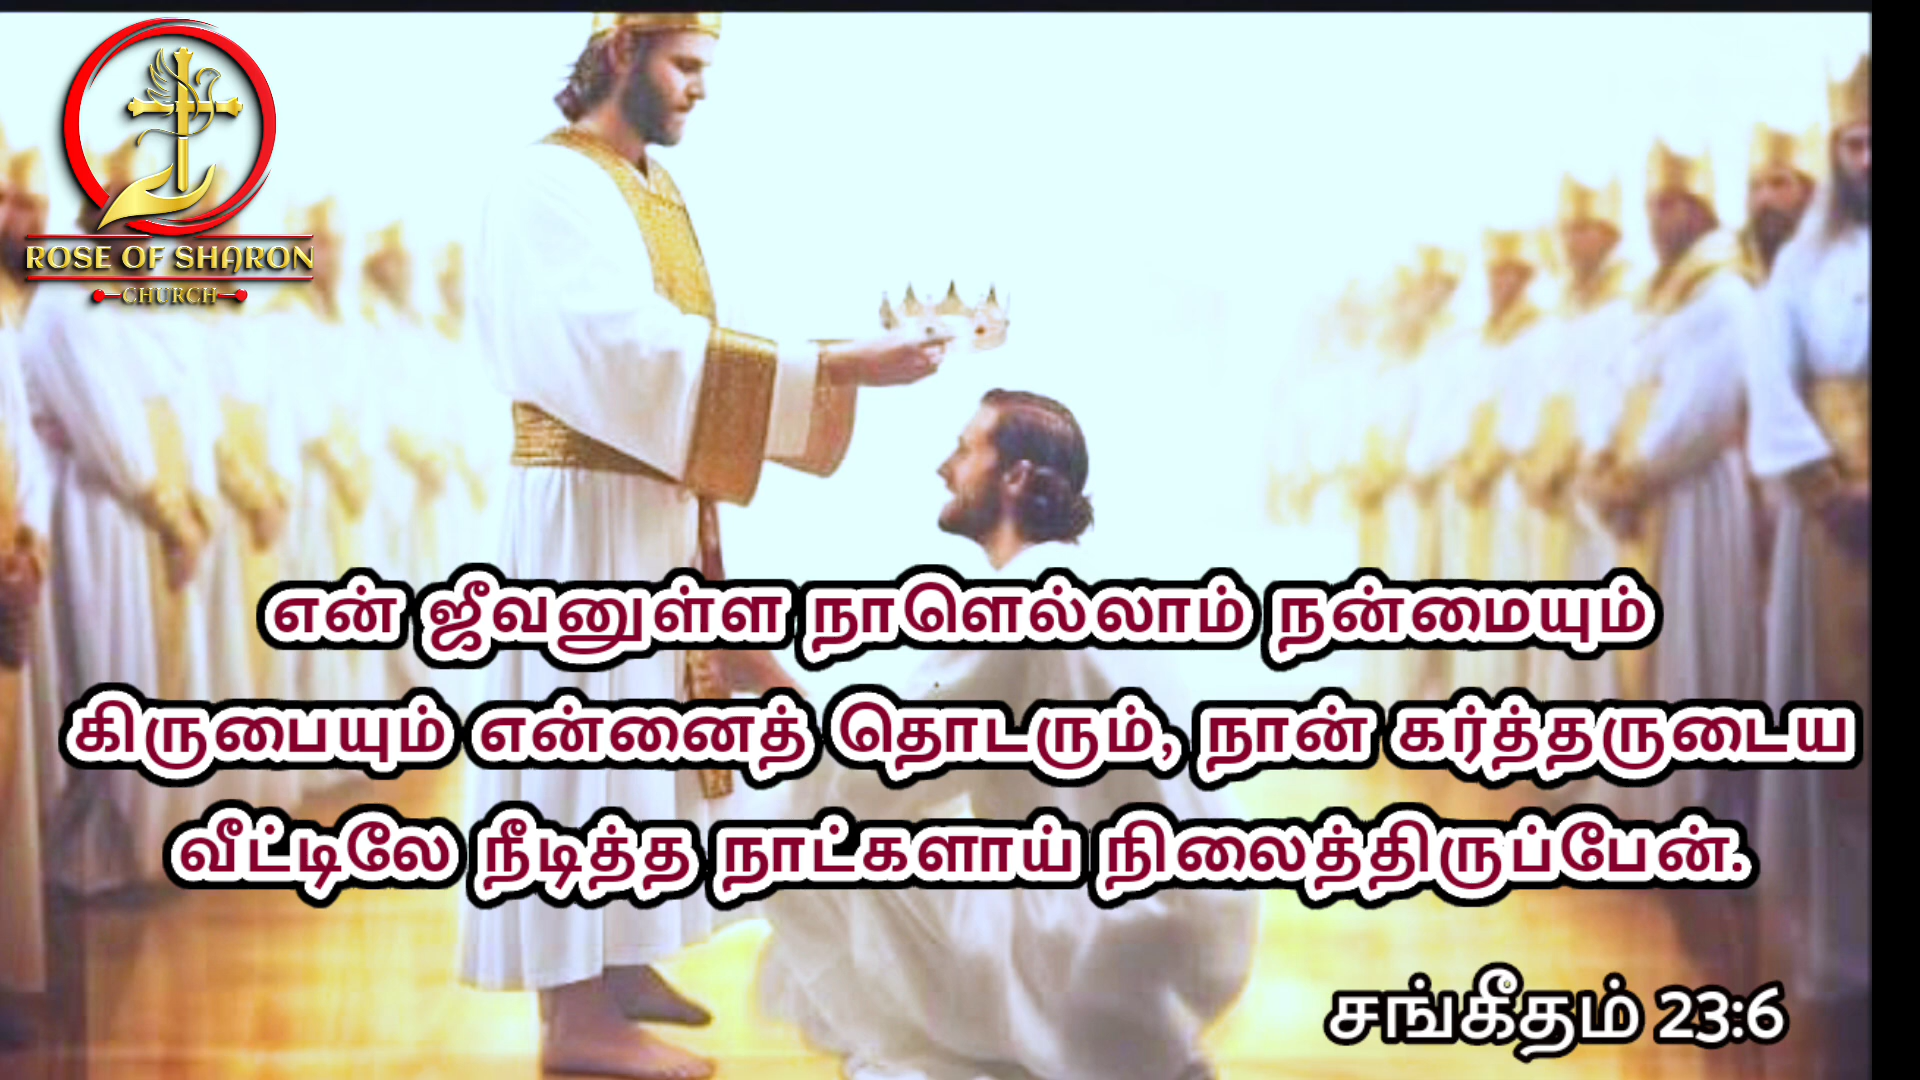 ROSE OF SHARON
CHURCH
என் ஜீவனுள்ள நாளெல்லாம் நன்மையும்
கிருபையும் என்னைத் தொடரும், நான் கர்த்தருடைய
வீட்டிலே நீடித்த நாட்களாய் நிலைத்திருப்பேன்.
சங்கீதம் 23:6